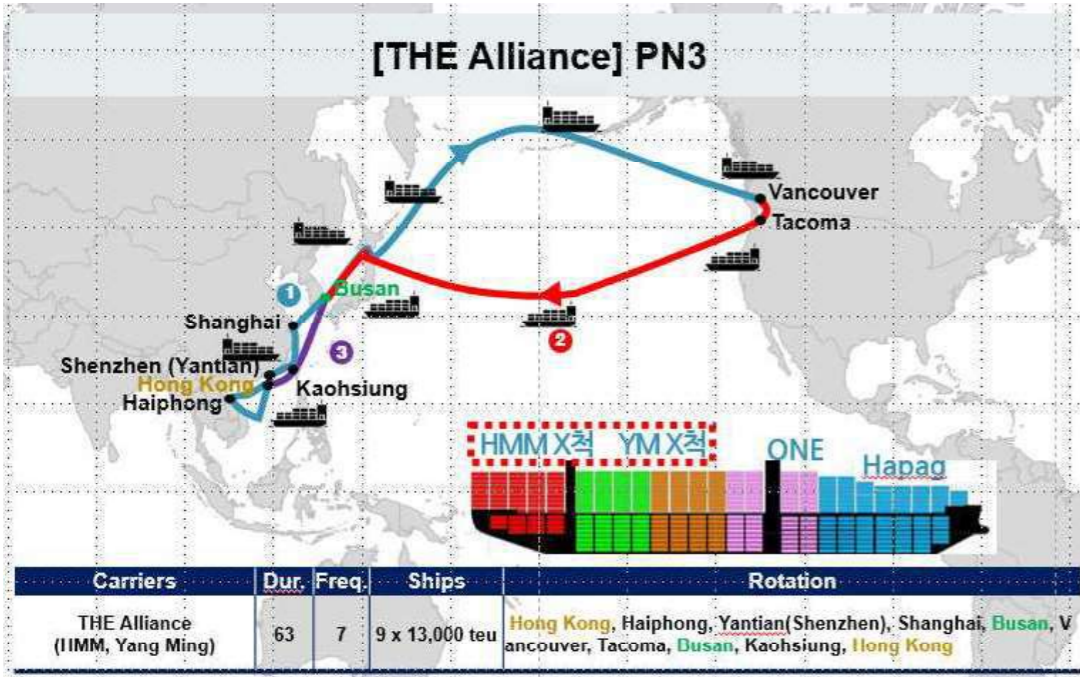 [THE Alliance] PN3
Vancouver
Tacoma
1
Busan
Shanghai
3
2
Shenzhen (Yantian)
Hong Kong
Kaohsiung
Haiphong
HMM X척 YM X척 ONE Hapag
Carriers Dur. Freq. Ships Rotation
THE Alliance
(HMM, Yang Ming)
63 7 9 x 13,000 teu
Hong Kong, Haiphong, Yantian(Shenzhen), Shanghai, Busan, V
ancouver, Tacoma, Busan, Kaohsiung, Hong Kong